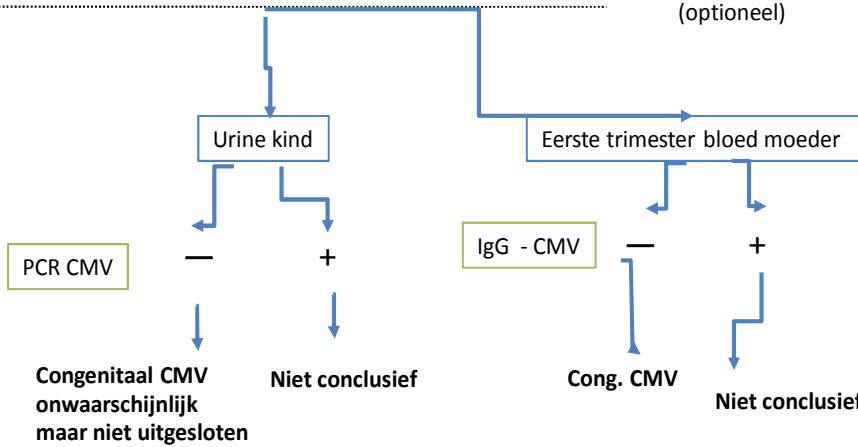 (optioneel)
Urine kind
Eerste trimester bloed moeder
PCR CMV
—
+
IgG - CMV
—
+
Congenitaal CMV
onwaarschijnlijk
maar niet uitgesloten
Niet conclusief
Cong. CMV
Niet conclusief